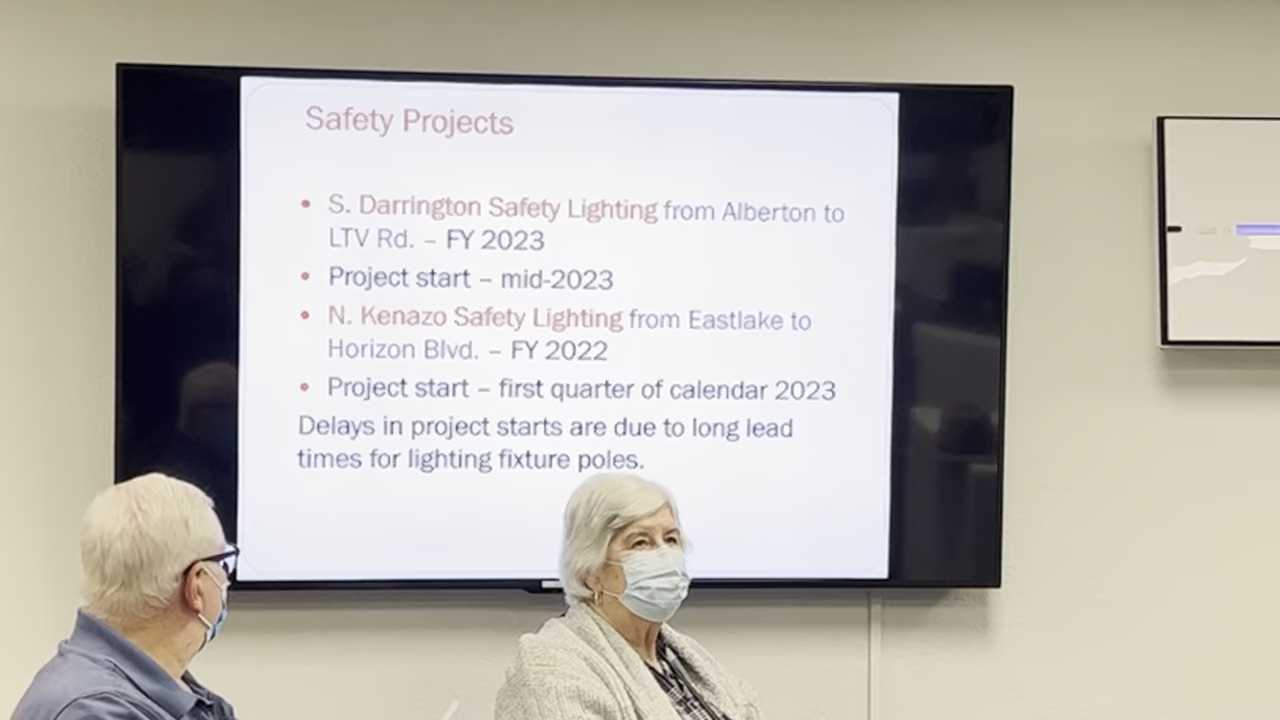 Safety Projects
• S. Darrington Safety Lighting from Alberton to
LTV Rd. – FY 2023
• Project start – mid-2023
• N. Kenazo Safety Lighting from Eastlake to
Horizon Blvd. – FY 2022
• Project start – first quarter of calendar 2023
Delays in project starts are due to long lead
times for lighting fixture poles.